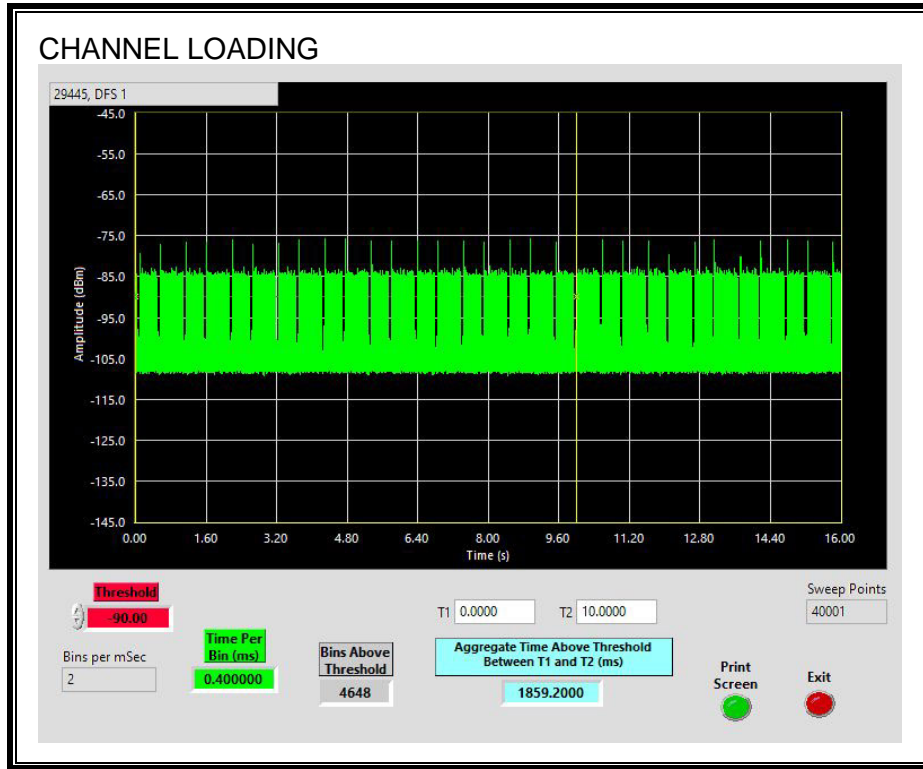 CHANNEL LOADING
29445, DFS 1
-45.0
-55.0
-65.0
-75.0
-85.0
-95.0
-105.0
-115.0
-125.0
-135.0
-145.0
Amplitude (dBm)
0.00 1.60 3.20 4.80 6.40 8.00 9.60 11.20 12.80 14.40 16.00
Time (s)
Threshold
-90.00
Bins per mSec
2
Time Per
Bin (ms)
0.400000
Bins Above
Threshold
4648
T1 0.0000 T2 10.0000
Aggregate Time Above Threshold
Between T1 and T2 (ms)
1859.2000
Sweep Points
40001
Print
Screen
Exit